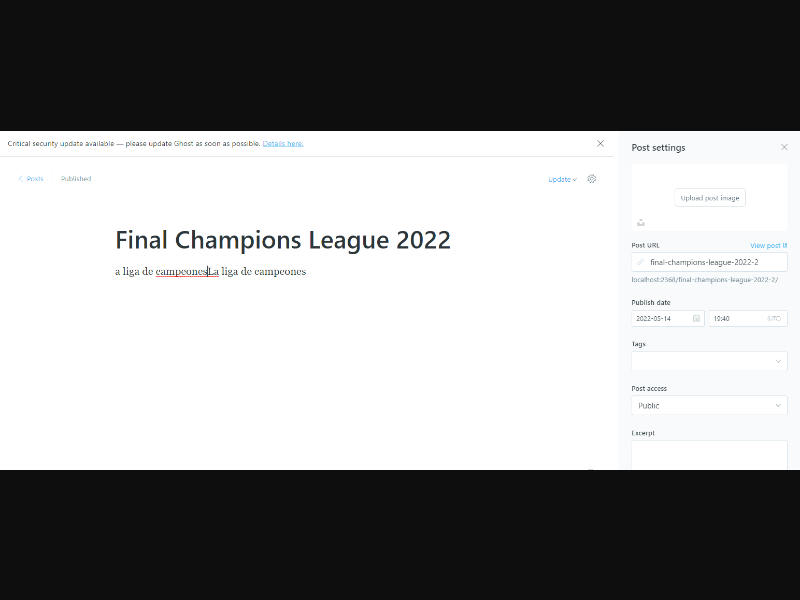 Critical security update available — please update Ghost as soon as possible. Details here:
Posts
Published
Update
Final Champions League 2022
a liga de campeonesLa liga de campeones
Post settings
Upload post image
Post URL
View post
final-champions-league-2022-2
localhost:2368/final-champions-league-2022-2/
Publish date
2022-05-14
19:40
(UTC)
Tags
Post access
Public
Excerpt